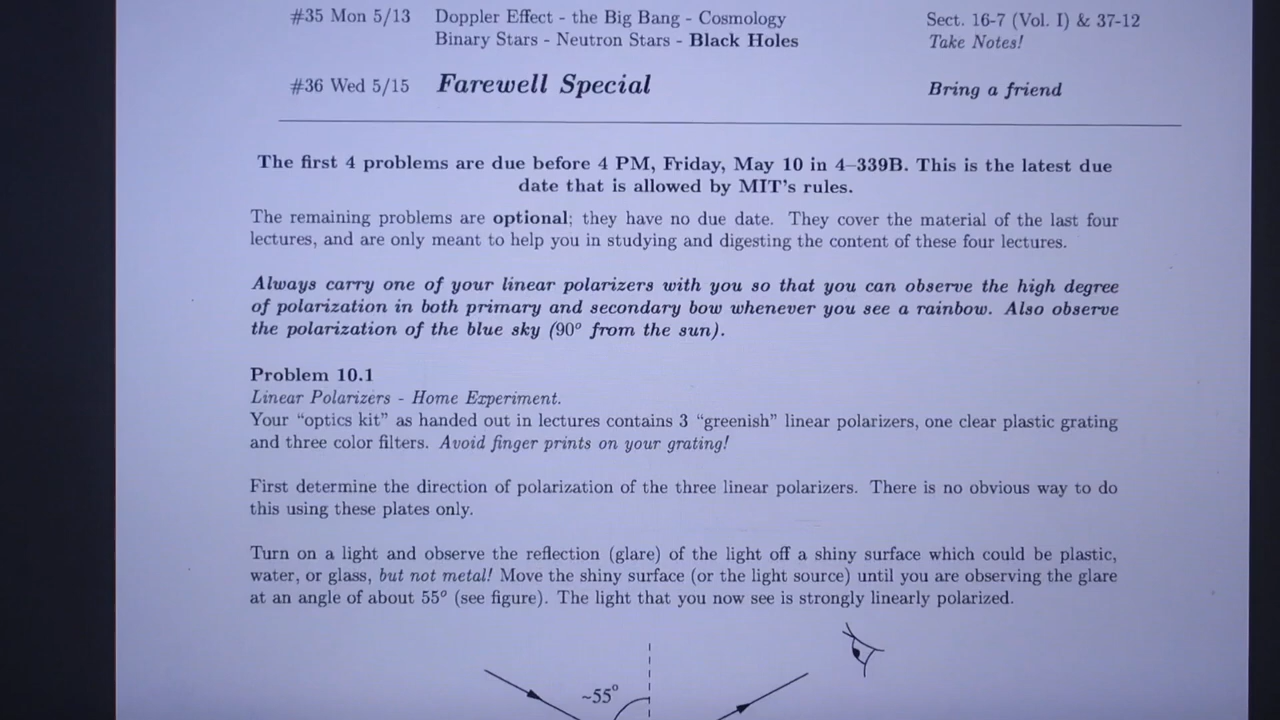 #35 Mon 5/13 Doppler Effect - the Big Bang - Cosmology Sect. 16-7 (Vol. I) & 37-12
Binary Stars - Neutron Stars - Black Holes Take Notes!
#36 Wed 5/15 Farewell Special Bring a friend
The first 4 problems are due before 4 PM, Friday, May 10 in 4–339B. This is the latest due
date that is allowed by MIT's rules.
The remaining problems are optional; they have no due date. They cover the material of the last four
lectures, and are only meant to help you in studying and digesting the content of these four lectures.
Always carry one of your linear polarizers with you so that you can observe the high degree
of polarization in both primary and secondary bow whenever you see a rainbow. Also observe
the polarization of the blue sky (90° from the sun).
Problem 10.1
Linear Polarizers - Home Experiment.
Your “optics kit” as handed out in lectures contains 3 “greenish” linear polarizers, one clear plastic grating
and three color filters. Avoid finger prints on your grating!
First determine the direction of polarization of the three linear polarizers. There is no obvious way to do
this using these plates only.
Turn on a light and observe the reflection (glare) of the light off a shiny surface which could be plastic,
water, or glass, but not metal! Move the shiny surface (or the light source) until you are observing the glare
at an angle of about 55° (see figure). The light that you now see is strongly linearly polarized.
~55°